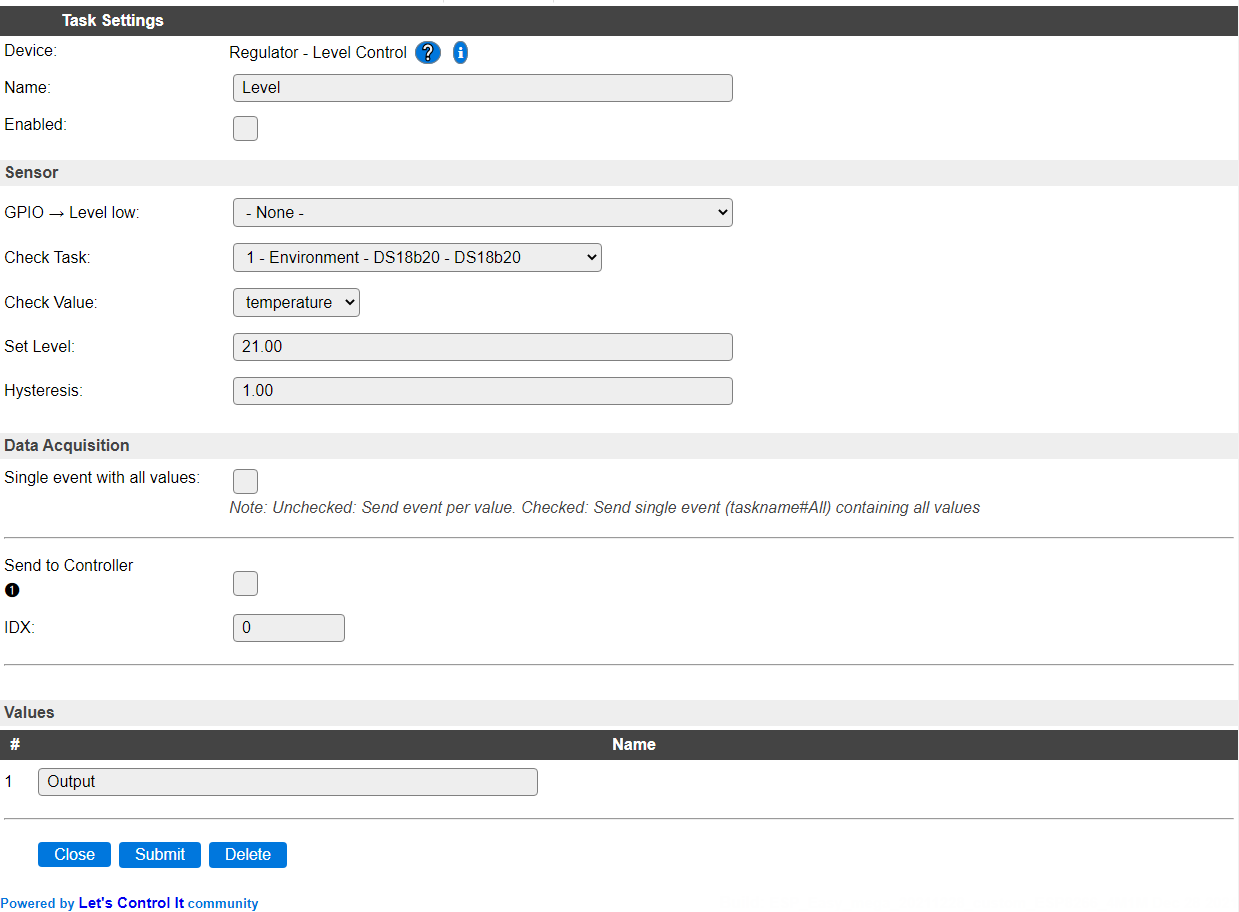 Task Settings
Device: Regulator - Level Control ? i
Name: Level
Enabled:
Sensor
GPIO → Level low: - None -
Check Task: 1 - Environment - DS18b20 - DS18b20
Check Value: temperature
Set Level: 21.00
Hysteresis: 1.00
Data Acquisition
Single event with all values:
Note: Unchecked: Send event per value. Checked: Send single event (taskname#All) containing all values
Send to Controller
❶
IDX: 0
Values
# Name
1 Output
Close Submit Delete
Powered by Let's Control It community